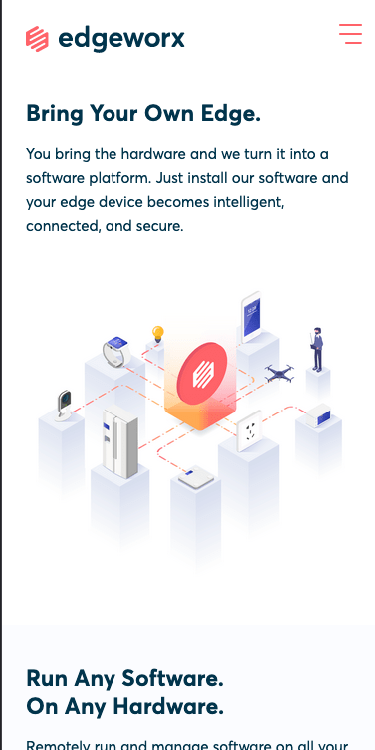 edgeworx
Bring Your Own Edge.
You bring the hardware and we turn it into a
software platform. Just install our software and
your edge device becomes intelligent,
connected, and secure.
Run Any Software.
On Any Hardware.
Remotely run and manage software on all your